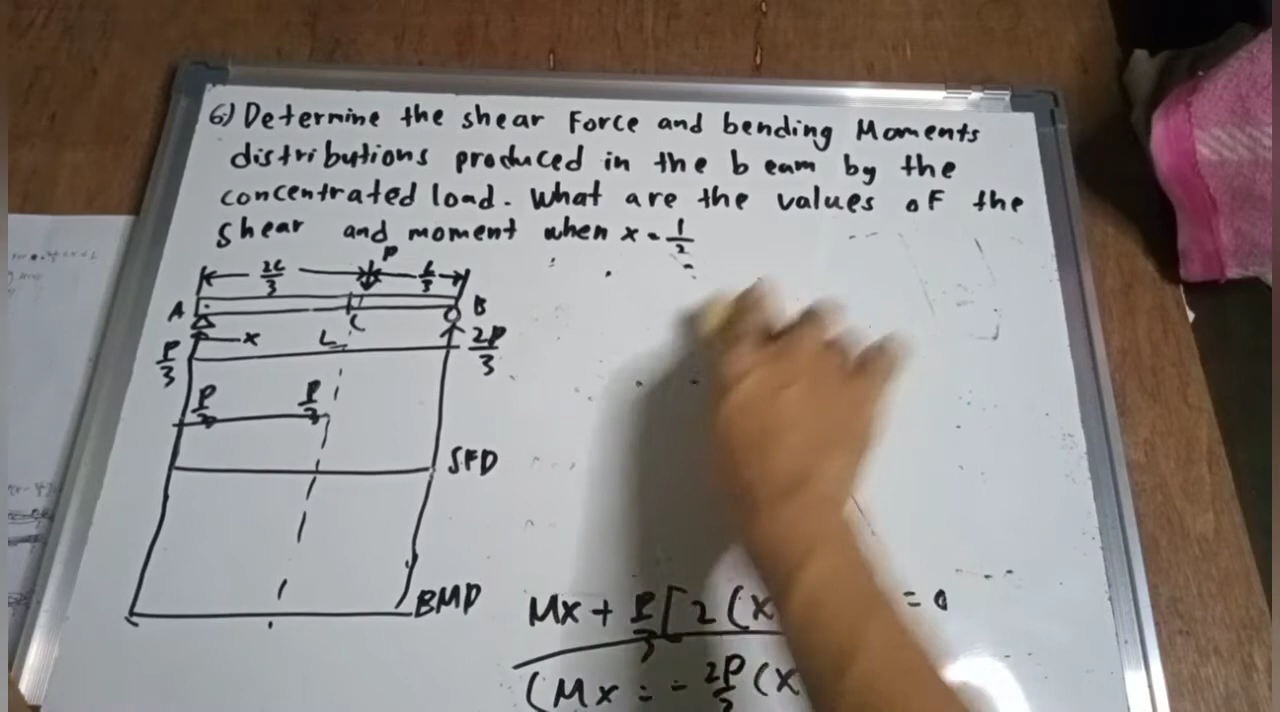 6) Determine the shear Force and bending Moments
distributions produced in the beam by the
concentrated load. What are the values of the
shear and moment when x = 1/2
P
2L/3 L/3
A C B
x L
P/3 2P/3
P/3 P/3
SFD
BMD
Mx + P/3 [2 (x = 0
(Mx = - 2P/3 (x